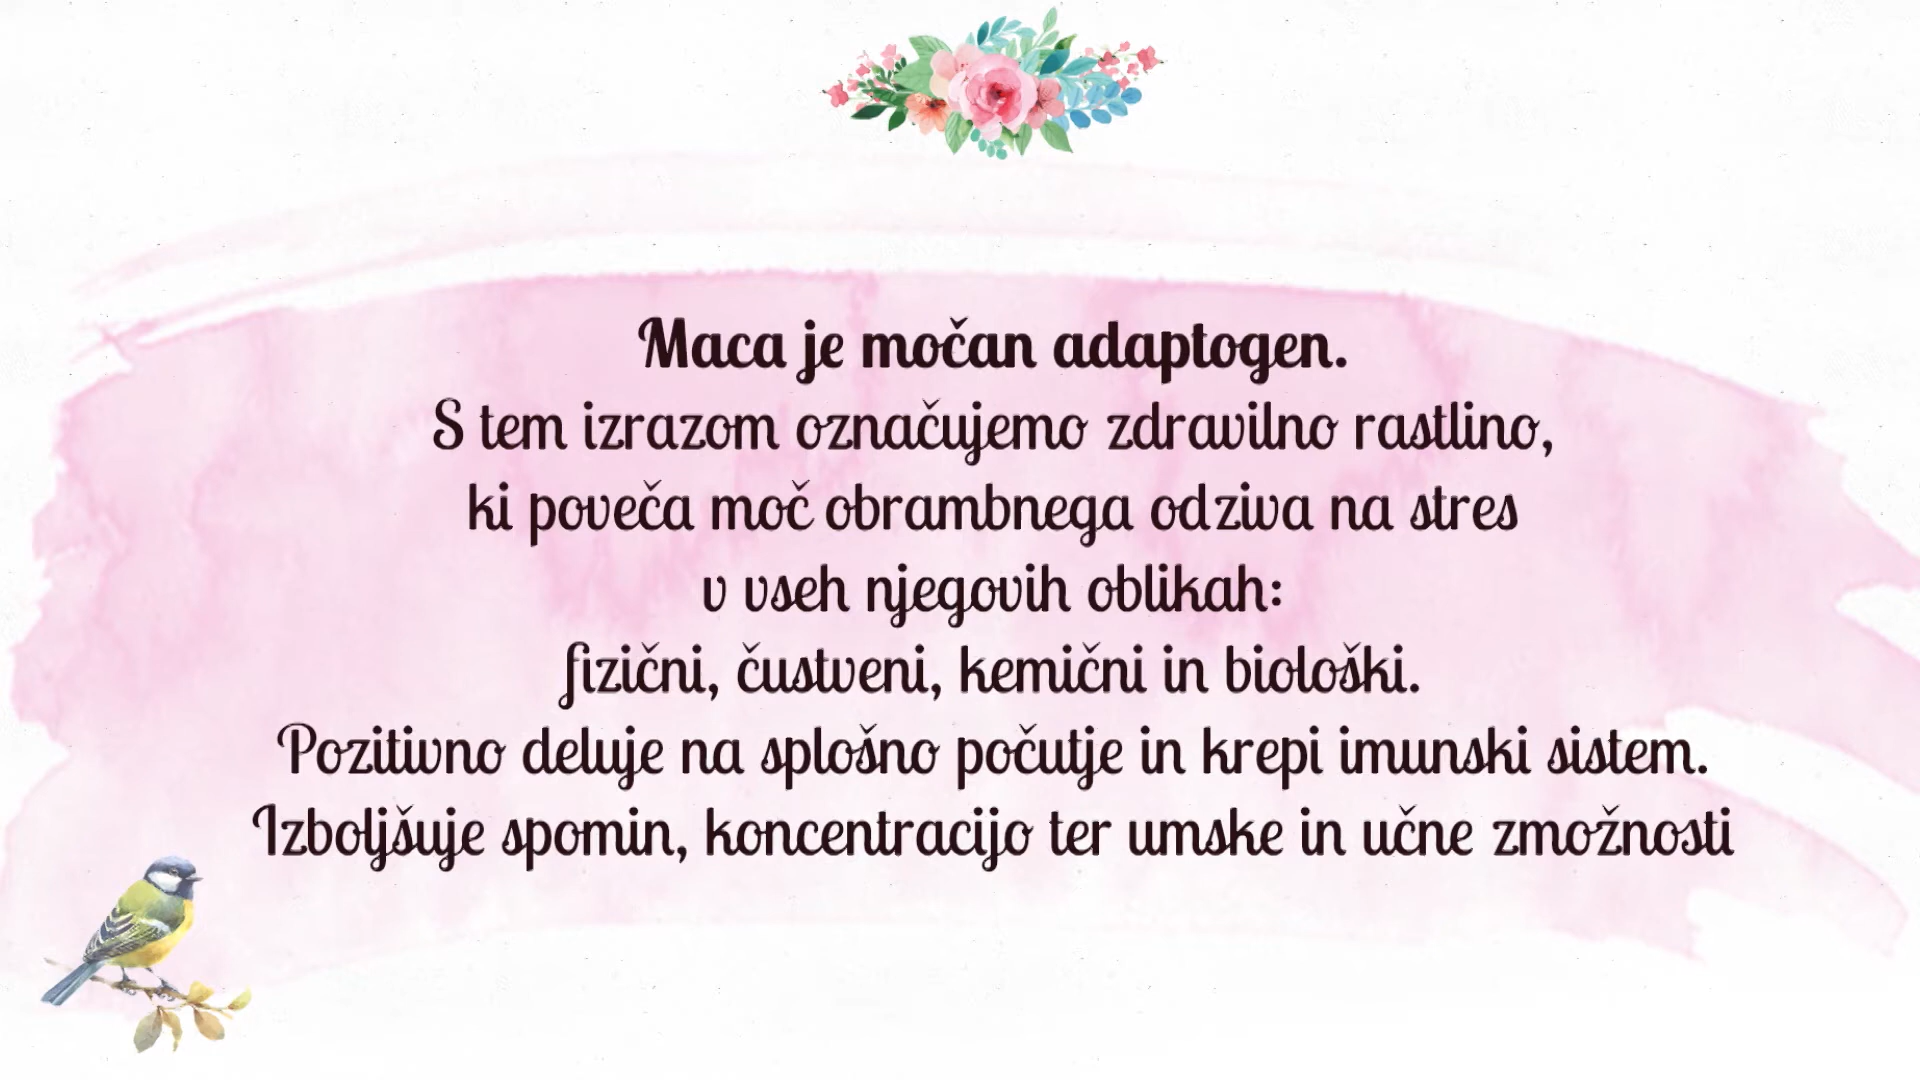 Maca je močan adaptogen.
S tem izrazom označujemo zdravilno rastlino,
ki poveča moč obrambnega odziva na stres
v vseh njegovih oblikah:
fizični, čustveni, kemični in biološki.
Pozitivno deluje na splošno počutje in krepi imunski sistem.
Izboljšuje spomin, koncentracijo ter umske in učne zmožnosti